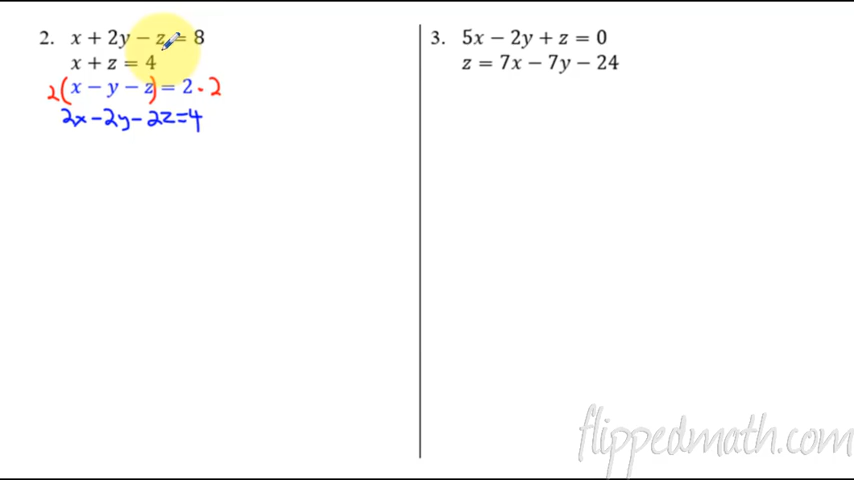 2. x + 2y − z = 8
x + z = 4
2(x − y − z) = 2 · 2
2x − 2y − 2z = 4
3. 5x − 2y + z = 0
z = 7x − 7y − 24
flippedmath.com